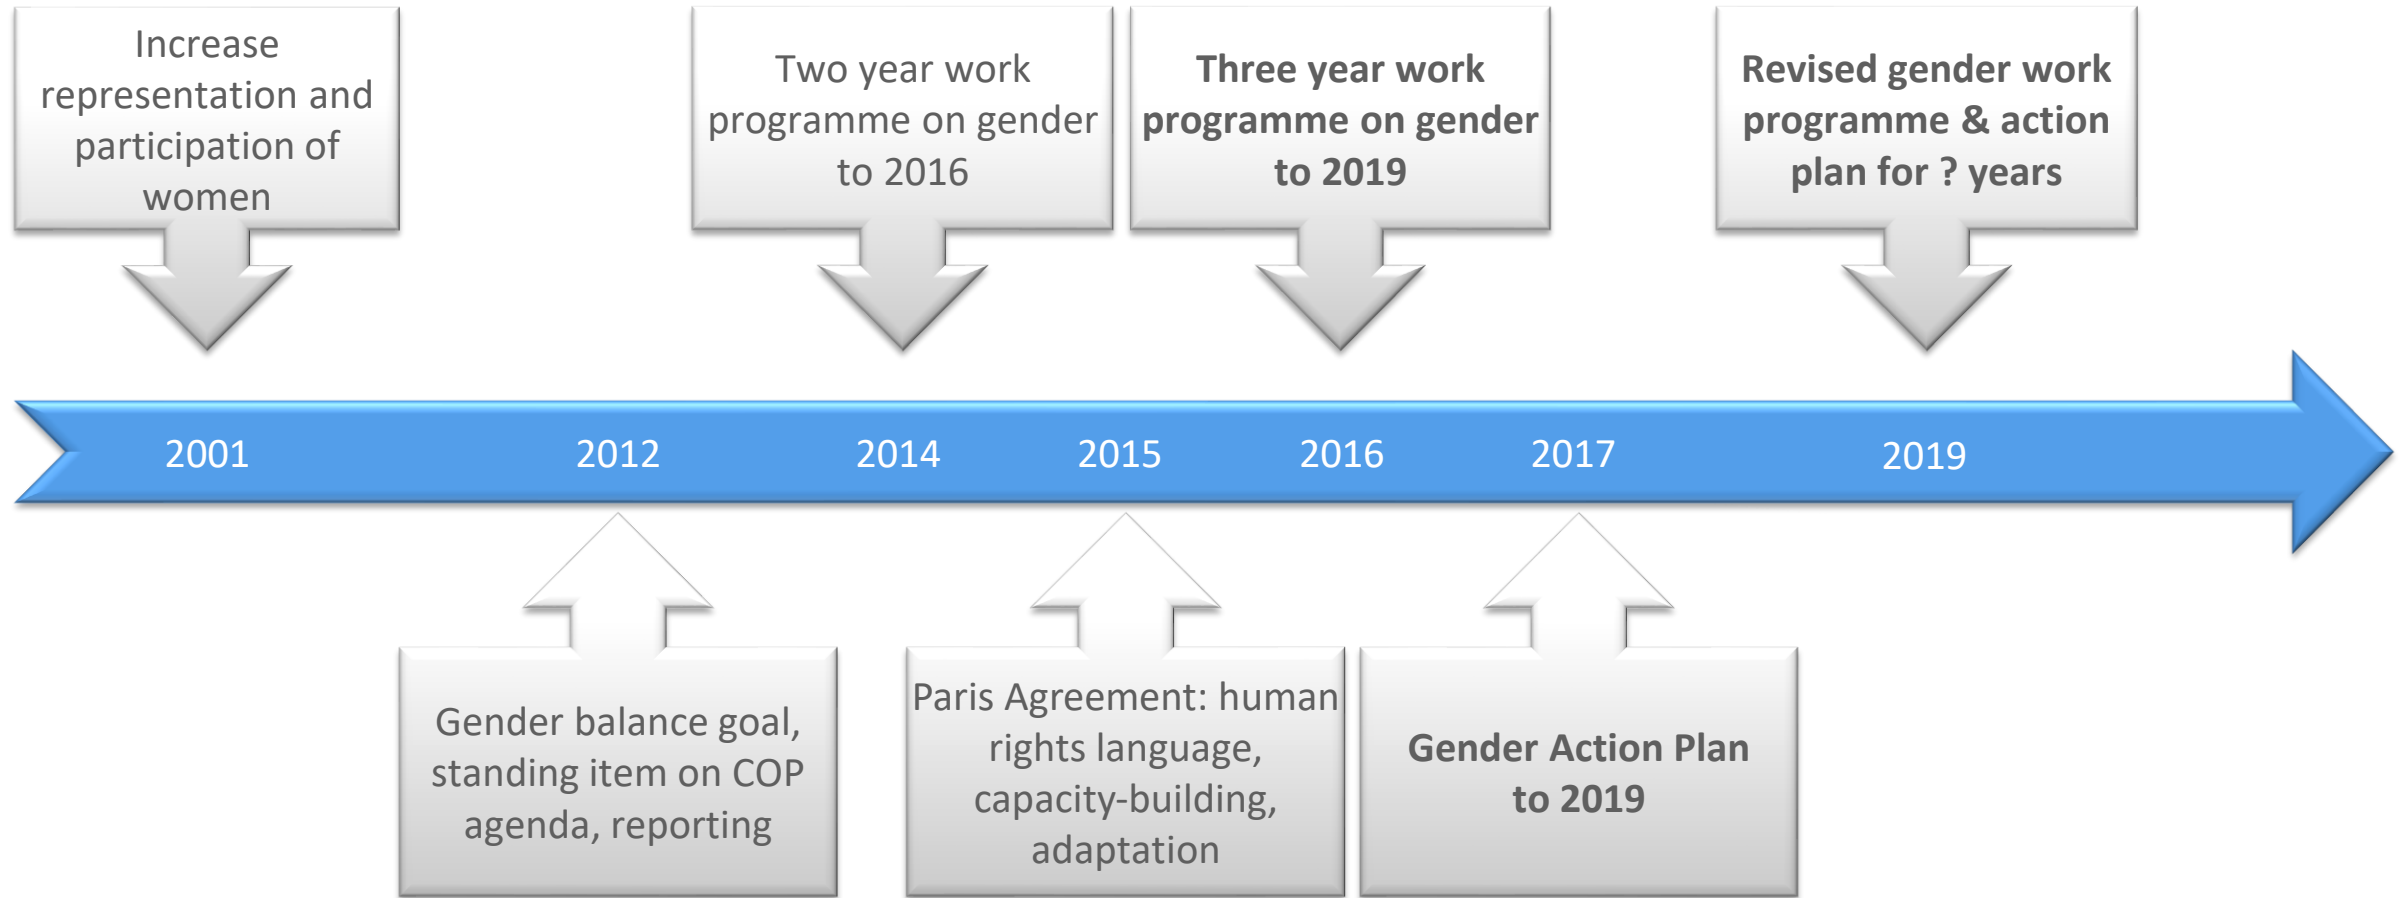 Increase
representation and
participation of
women
Two year work
programme on gender
to 2016
Three year work
programme on gender
to 2019
Revised gender work
programme & action
plan for ? years
2001
2012
2014
2015
2016
2017
2019
Gender balance goal,
standing item on COP
agenda, reporting
Paris Agreement: human
rights language,
capacity-building,
adaptation
Gender Action Plan
to 2019